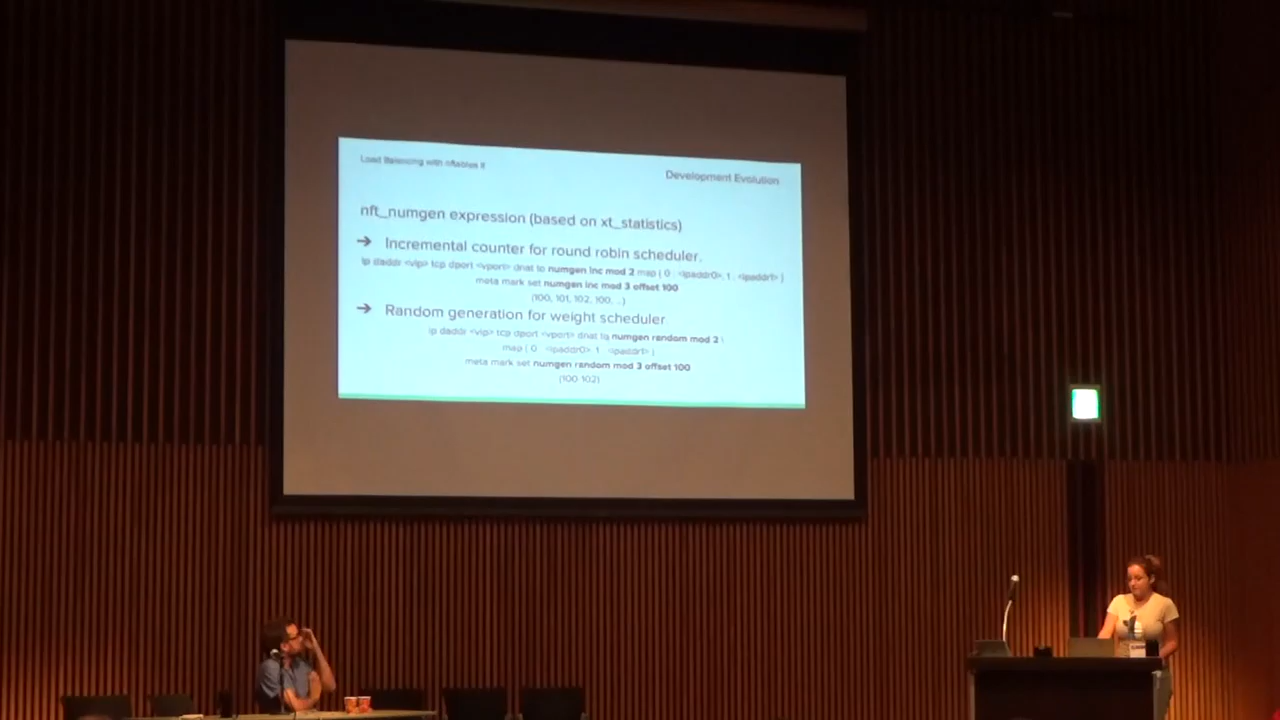 Load Balancing with nftables II
Development Evolution
nft_numgen expression (based on xt_statistics)
➔ Incremental counter for round robin scheduler.
ip daddr <vip> tcp dport <vport> dnat to numgen inc mod 2 map { 0 : <ipaddr0>, 1 : <ipaddr1> }
meta mark set numgen inc mod 3 offset 100
(100, 101, 102, 100, ..)
➔ Random generation for weight scheduler
ip daddr <vip> tcp dport <vport> dnat to numgen random mod 2 \
map { 0 : <ipaddr0> 1 : <ipaddr1> }
meta mark set numgen random mod 3 offset 100
(100-102)